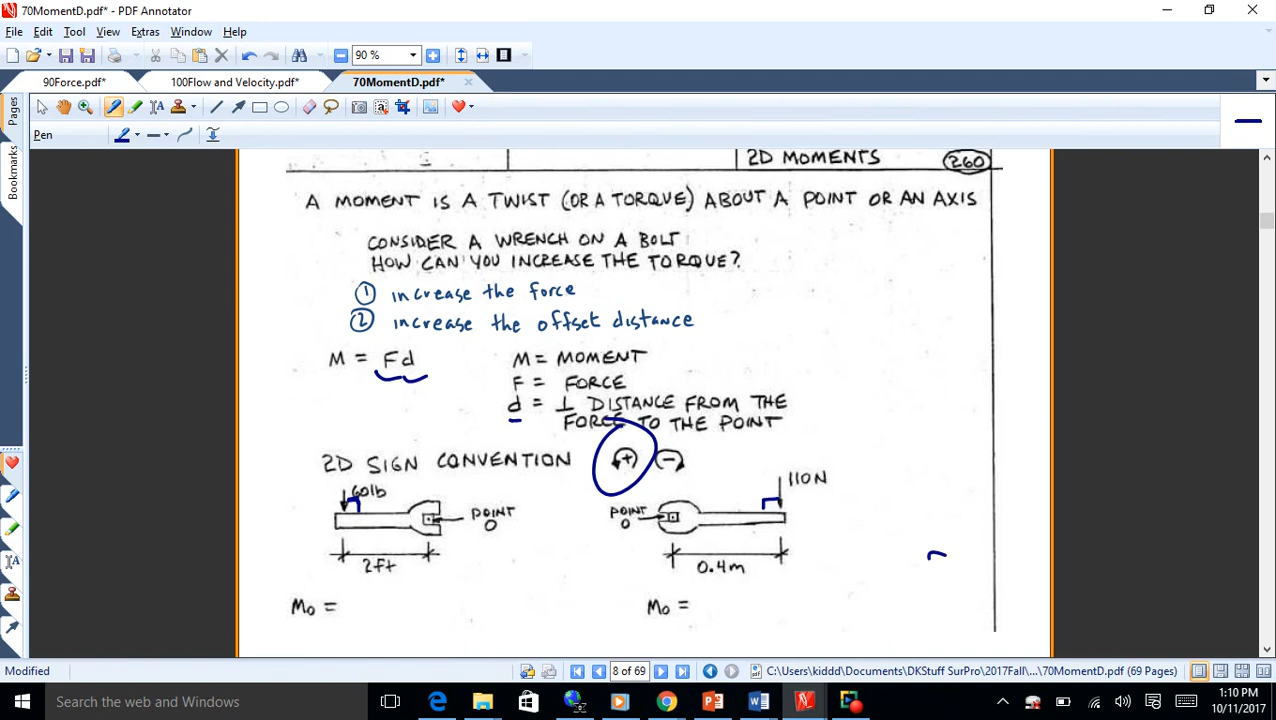 70MomentD.pdf* - PDF Annotator
File Edit Tool View Extras Window Help
90 %
90Force.pdf* 100Flow and Velocity.pdf* 70MomentD.pdf*
Pen
Pages
Bookmarks
2D MOMENTS 260
A MOMENT IS A TWIST (OR A TORQUE) ABOUT A POINT OR AN AXIS
CONSIDER A WRENCH ON A BOLT
HOW CAN YOU INCREASE THE TORQUE?
① increase the force
② increase the offset distance
M = Fd M = MOMENT
F = FORCE
d = ⊥ DISTANCE FROM THE
FORCE TO THE POINT
2D SIGN CONVENTION + -
60lb POINT O
2ft
POINT O 110N
0.4m
Mo = Mo =
Modified 8 of 69 C:\Users\kiddd\Documents\DKStuff SurPro\2017Fall\...\70MomentD.pdf (69 Pages)
Search the Web and Windows
1:10 PM
10/11/2017